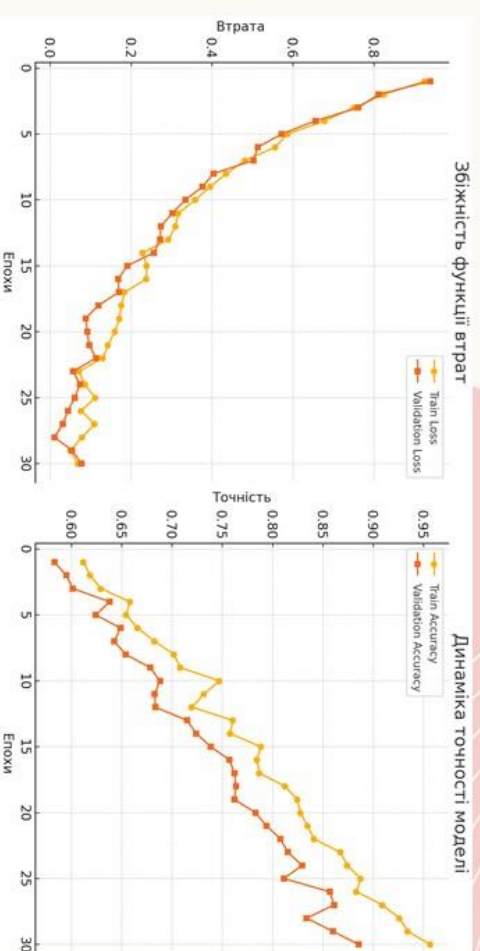 Збіжність функції втрат
Втрата
0.8
0.6
0.4
0.2
0.0
0 5 10 15 20 25 30
Епохи
Train Loss
Validation Loss
Динаміка точності моделі
Точність
0.95
0.90
0.85
0.80
0.75
0.70
0.65
0.60
0 5 10 15 20 25 30
Епохи
Train Accuracy
Validation Accuracy